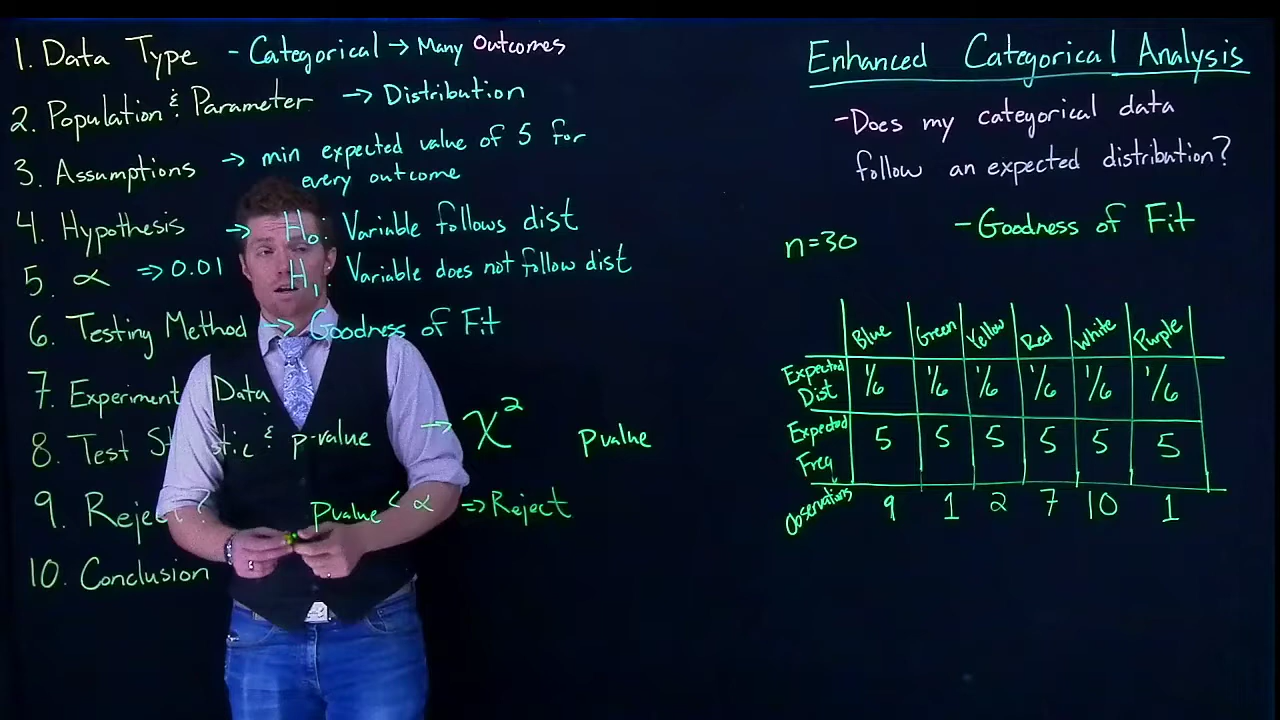 1. Data Type - Categorical → Many Outcomes
2. Population & Parameter → Distribution
3. Assumptions → min expected value of 5 for
every outcome
4. Hypothesis → H₀: Variable follows dist
5. α ⇒ 0.01 H₁: Variable does not follow dist
6. Testing Method → Goodness of Fit
7. Experiment Data
8. Test Statistic & p-value → χ² pvalue
9. Reject? pvalue < α ⇒ Reject
10. Conclusion
Enhanced Categorical Analysis
-Does my categorical data
follow an expected distribution?
- Goodness of Fit
n=30
Blue Green Yellow Red White Purple
Expected Dist 1/6 1/6 1/6 1/6 1/6 1/6
Expected Freq 5 5 5 5 5 5
Observations 9 1 2 7 10 1